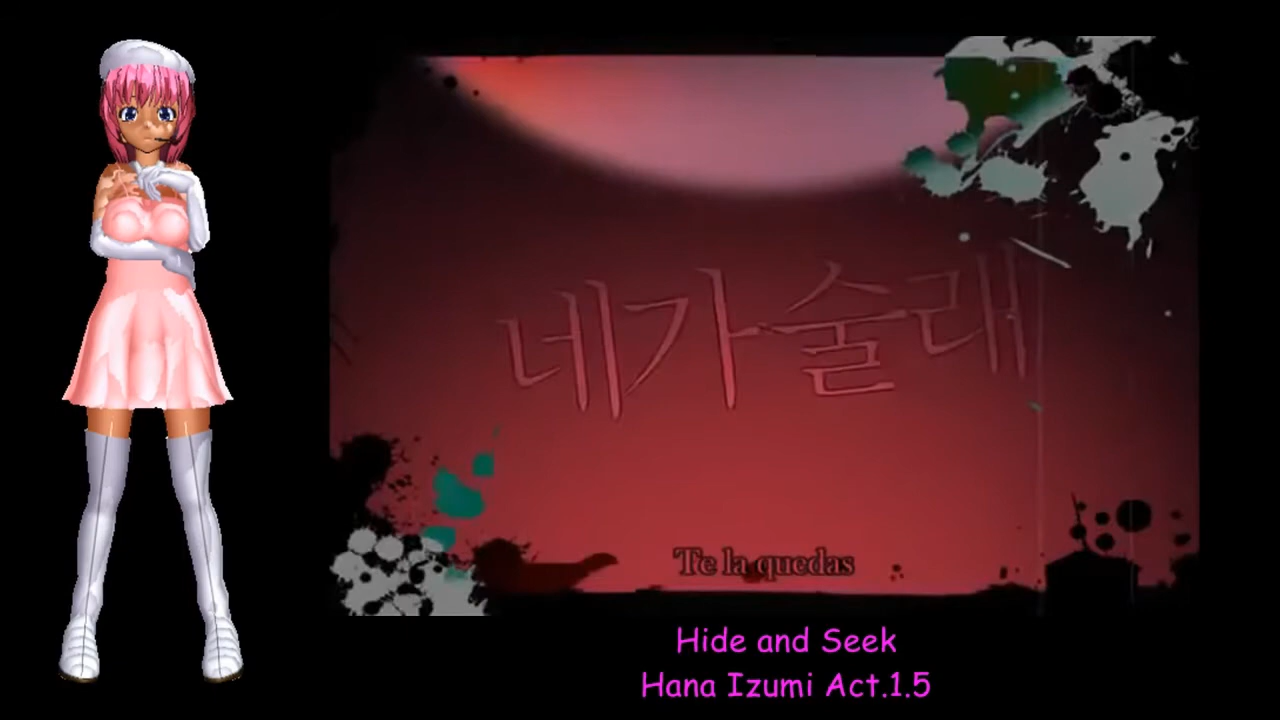 네가 술래
Te la quedas
Hide and Seek
Hana Izumi Act.1.5